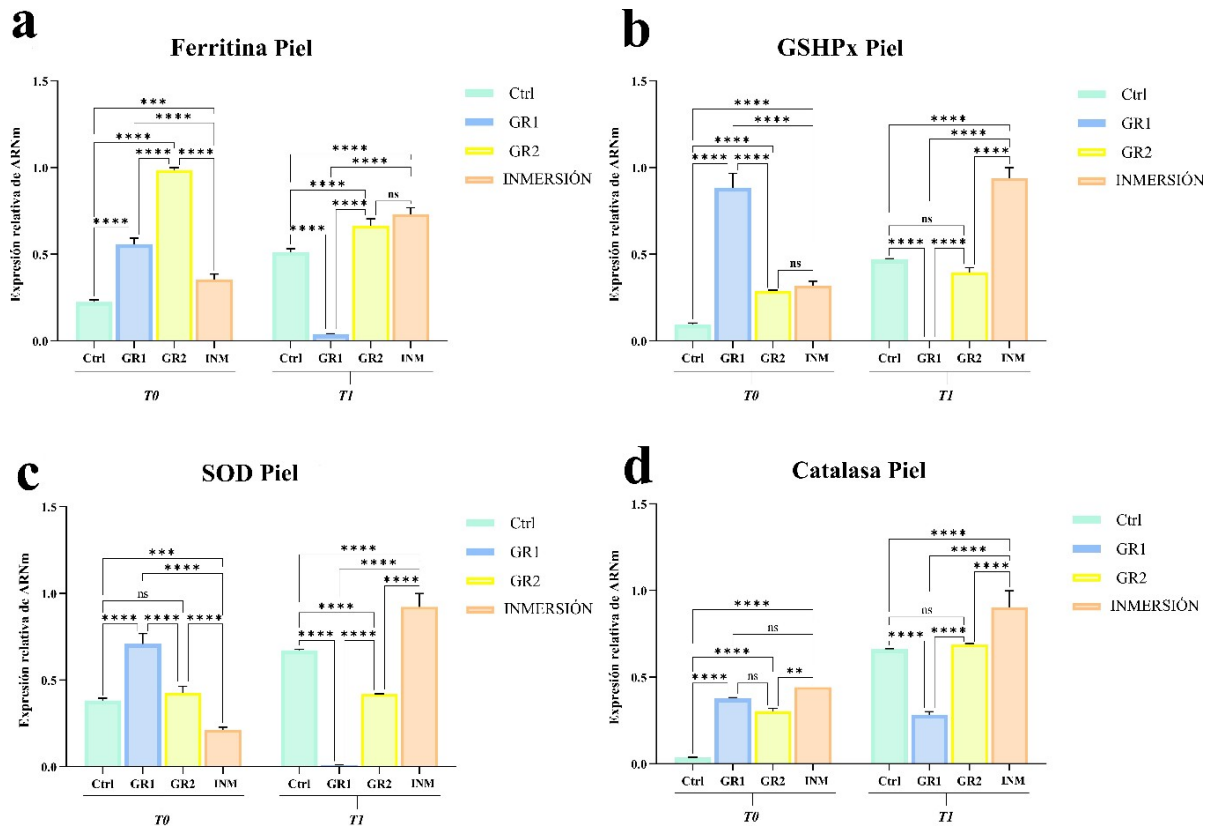 a
Ferritina Piel
Expresión relativa de ARNm
1.5
1.0
0.5
0.0
***
****
****
**** **** ****
****
****
****
ns
**** ****
Ctrl GR1 GR2 INM Ctrl GR1 GR2 INM
T0 T1
Ctrl
GR1
GR2
INMERSIÓN
b
GSHPx Piel
Expresión relativa de ARNm
1.5
1.0
0.5
0.0
****
****
****
**** ****
ns
****
****
****
ns
**** ****
Ctrl GR1 GR2 INM Ctrl GR1 GR2 INM
T0 T1
Ctrl
GR1
GR2
INMERSIÓN
c
SOD Piel
Expresión relativa de ARNm
1.5
1.0
0.5
0.0
***
****
ns
**** **** ****
****
****
****
****
**** ****
Ctrl GR1 GR2 INM Ctrl GR1 GR2 INM
T0 T1
Ctrl
GR1
GR2
INMERSIÓN
d
Catalasa Piel
Expresión relativa de ARNm
1.5
1.0
0.5
0.0
****
ns
****
**** ns **
****
****
****
ns
**** ****
Ctrl GR1 GR2 INM Ctrl GR1 GR2 INM
T0 T1
Ctrl
GR1
GR2
INMERSIÓN